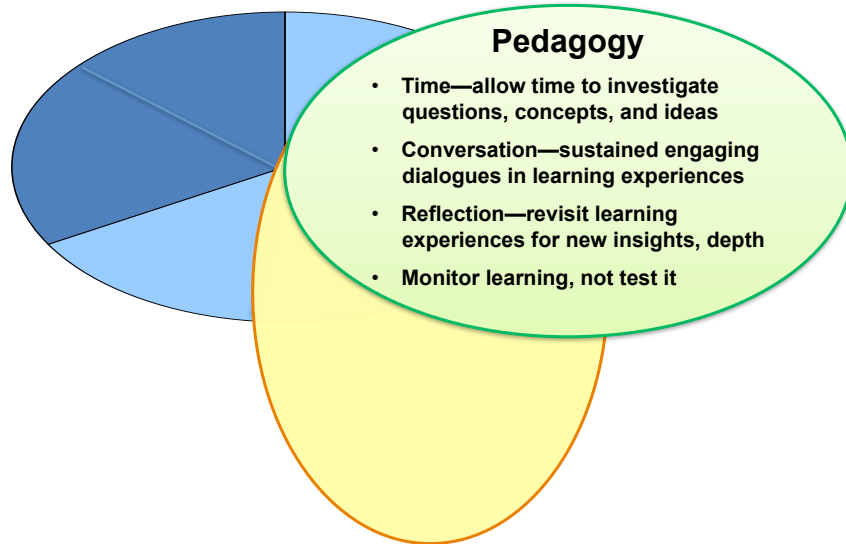 Pedagogy
• Time—allow time to investigate
questions, concepts, and ideas
• Conversation—sustained engaging
dialogues in learning experiences
• Reflection—revisit learning
experiences for new insights, depth
• Monitor learning, not test it